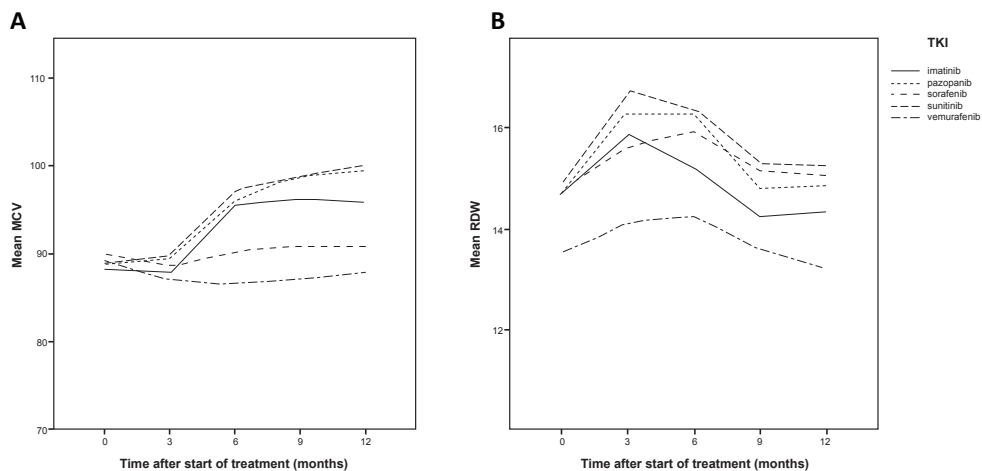 A
Mean MCV
110
100
90
80
70
0 3 6 9 12
Time after start of treatment (months)
B
Mean RDW
16
14
12
0 3 6 9 12
Time after start of treatment (months)
TKI
imatinib
pazopanib
sorafenib
sunitinib
vemurafenib